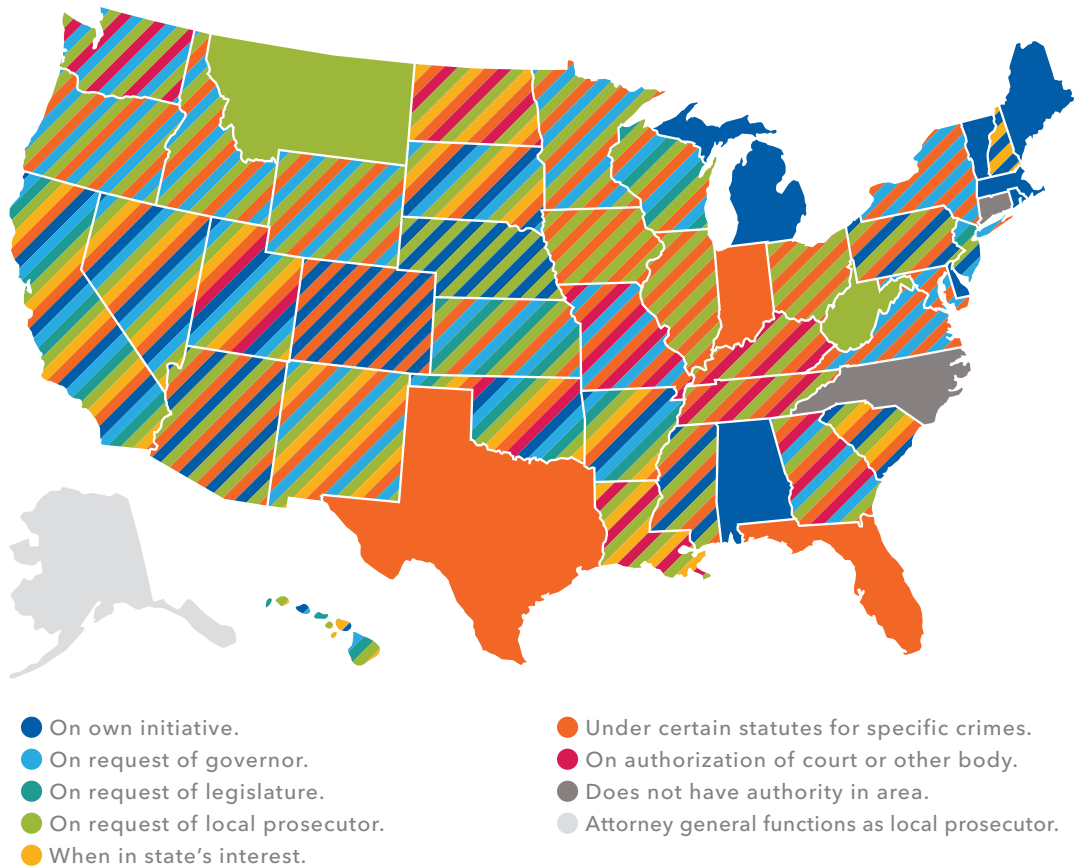 On own initiative.
On request of governor.
On request of legislature.
On request of local prosecutor.
When in state's interest.
Under certain statutes for specific crimes.
On authorization of court or other body.
Does not have authority in area.
Attorney general functions as local prosecutor.